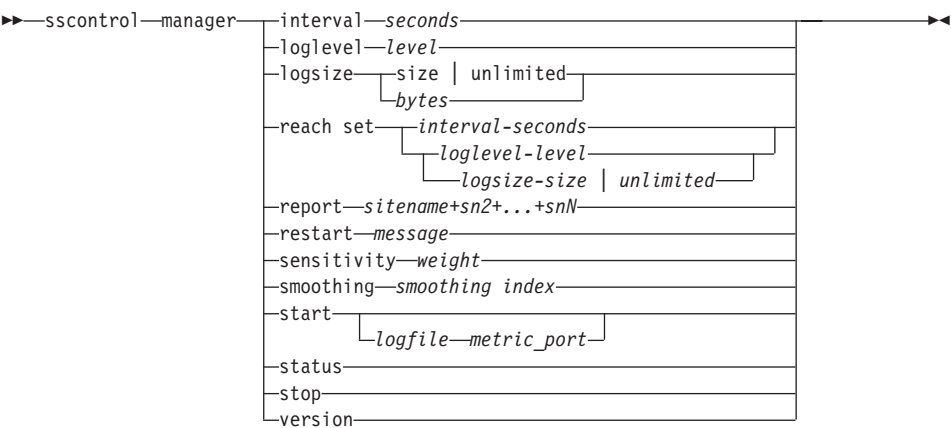 sscontrol manager interval seconds
loglevel level
logsize size | unlimited
bytes
reach set interval-seconds
loglevel-level
logsize-size | unlimited
report sitename+sn2+...+snN
restart message
sensitivity weight
smoothing smoothing index
start
logfile metric_port
status
stop
version